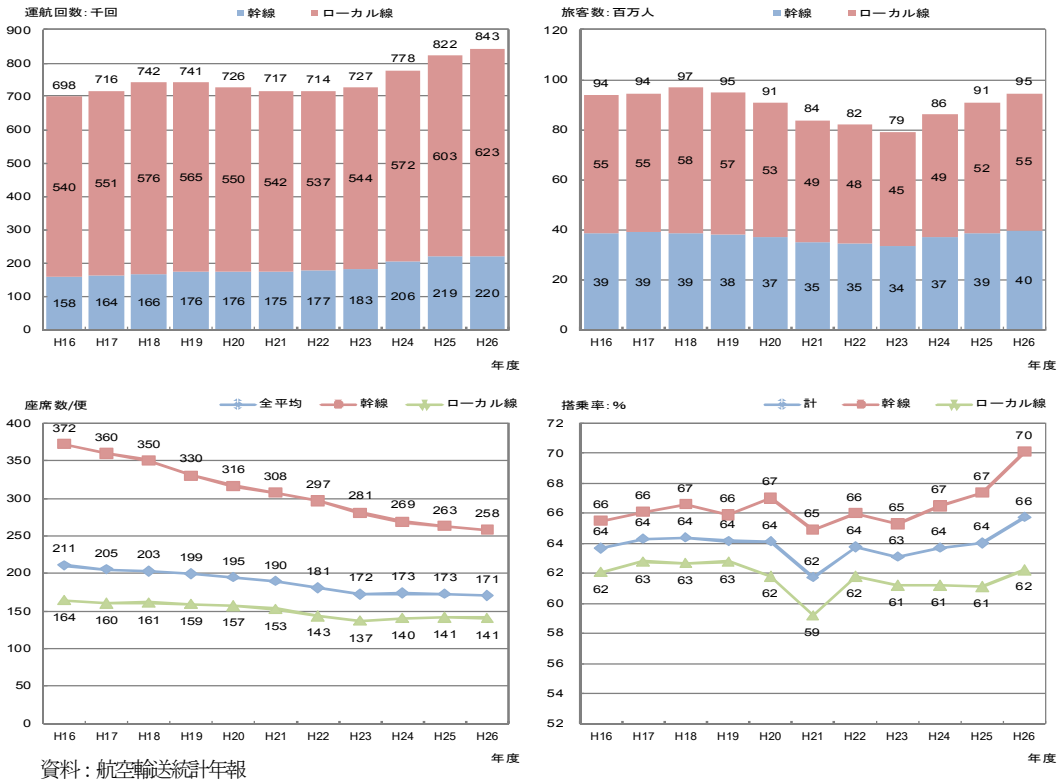 運航回数:千回 幹線 ローカル線
900
800
700
600
500
400
300
200
100
0
698 716 742 741 726 717 714 727 778 822 843
540 551 576 565 550 542 537 544 572 603 623
158 164 166 176 176 175 177 183 206 219 220
H16 H17 H18 H19 H20 H21 H22 H23 H24 H25 H26
年度
旅客数:百万人 幹線 ローカル線
120
100
80
60
40
20
0
94 94 97 95 91 84 82 79 86 91 95
55 55 58 57 53 49 48 45 49 52 55
39 39 39 38 37 35 35 34 37 39 40
H16 H17 H18 H19 H20 H21 H22 H23 H24 H25 H26
年度
座席数/便 全平均 幹線 ローカル線
400
350
300
250
200
150
100
50
0
372 360 350 330 316 308 297 281 269 263 258
211 205 203 199 195 190 181 172 173 173 171
164 160 161 159 157 153 143 137 140 141 141
H16 H17 H18 H19 H20 H21 H22 H23 H24 H25 H26
年度
搭乗率:% 計 幹線 ローカル線
72
70
68
66
64
62
60
58
56
54
52
66 66 67 66 67 65 66 65 67 67 70
64 64 64 64 64 62 64 63 64 64 66
62 63 63 63 62 59 62 61 61 61 62
H16 H17 H18 H19 H20 H21 H22 H23 H24 H25 H26
年度
資料：航空輸送統計年報